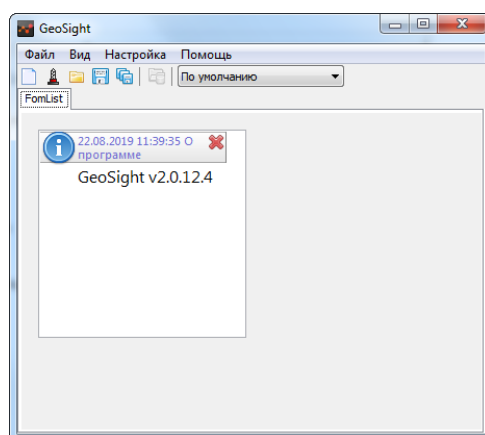 GeoSight
Файл Вид Настройка Помощь
По умолчанию
FomList
22.08.2019 11:39:35 О
программе
GeoSight v2.0.12.4